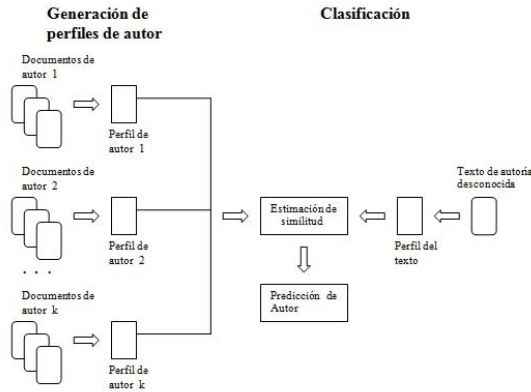 Generación de
perfiles de autor
Clasificación
Documentos de
autor 1
Perfil de
autor 1
Documentos de
autor 2
Perfil de
autor 2
. . .
Documentos de
autor k
Perfil de
autor k
Estimación de
similitud
Predicción de
Autor
Perfil del
texto
Texto de autoría
desconocida